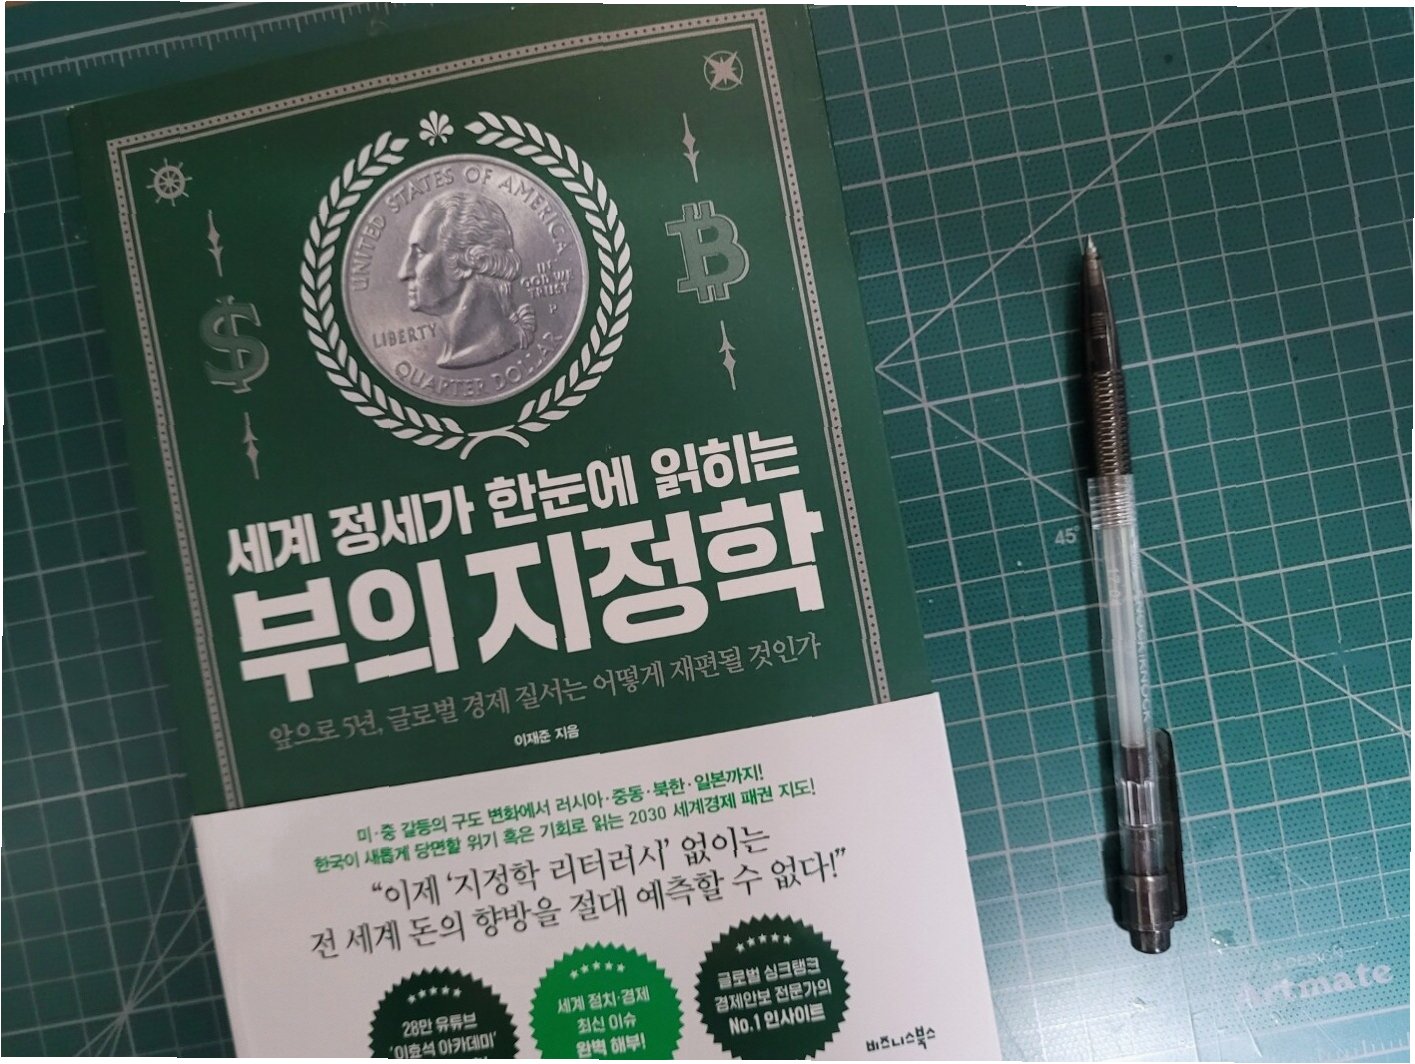 UNITED STATES OF AMERICA
IN
GOD WE
TRUST
P
LIBERTY
QUARTER DOLLAR
$
세계 정세가 한눈에 읽히는
부의 지정학
앞으로 5년, 글로벌 경제 질서는 어떻게 재편될 것인가
이재준 지음
미·중 갈등의 구도 변화에서 러시아·중동·북한·일본까지!
한국이 새롭게 당면할 위기 혹은 기회로 읽는 2030 세계경제 패권 지도!
“이제 ‘지정학 리터러시’ 없이는
전 세계 돈의 향방을 절대 예측할 수 없다!”
28만 유튜브
'이효석 아카데미'
세계 정치·경제
최신 이슈
완벽 해부!
글로벌 싱크탱크
경제안보 전문가의
No.1 인사이트
비즈니스북스
45°
Artmate